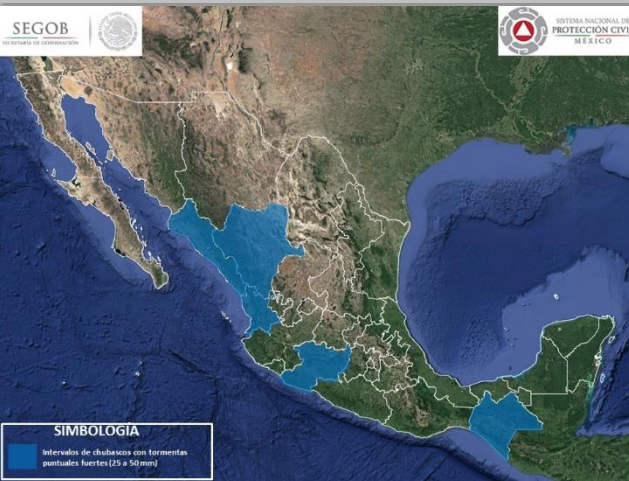 SEGOB
SECRETARÍA DE GOBERNACIÓN
SISTEMA NACIONAL DE
PROTECCIÓN CIVIL
MÉXICO
SIMBOLOGÍA
Intervalos de chubascos con tormentas
puntuales fuertes (25 a 50 mm)